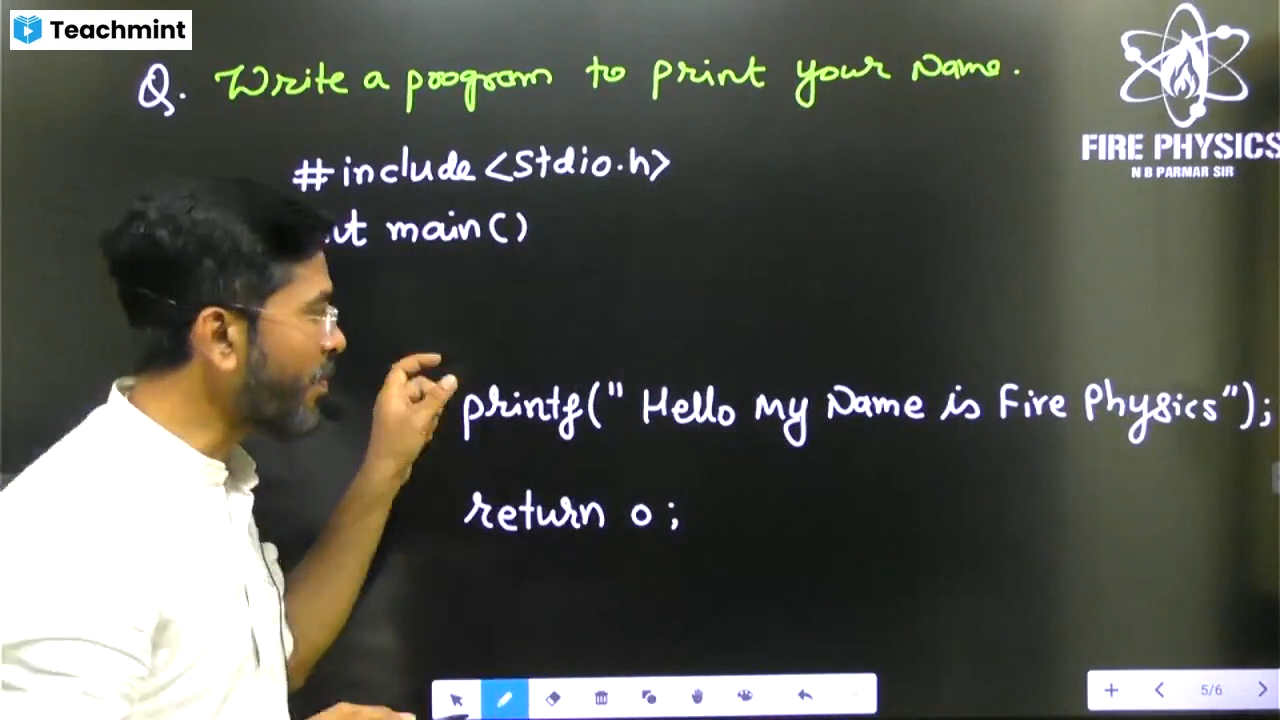 Teachmint
Q. Write a program to print your Name.
#include <Stdio.h>
main()
printf(" Hello My Name is Fire Physics");
return 0;
FIRE PHYSICS
N B PARMAR SIR
5/6